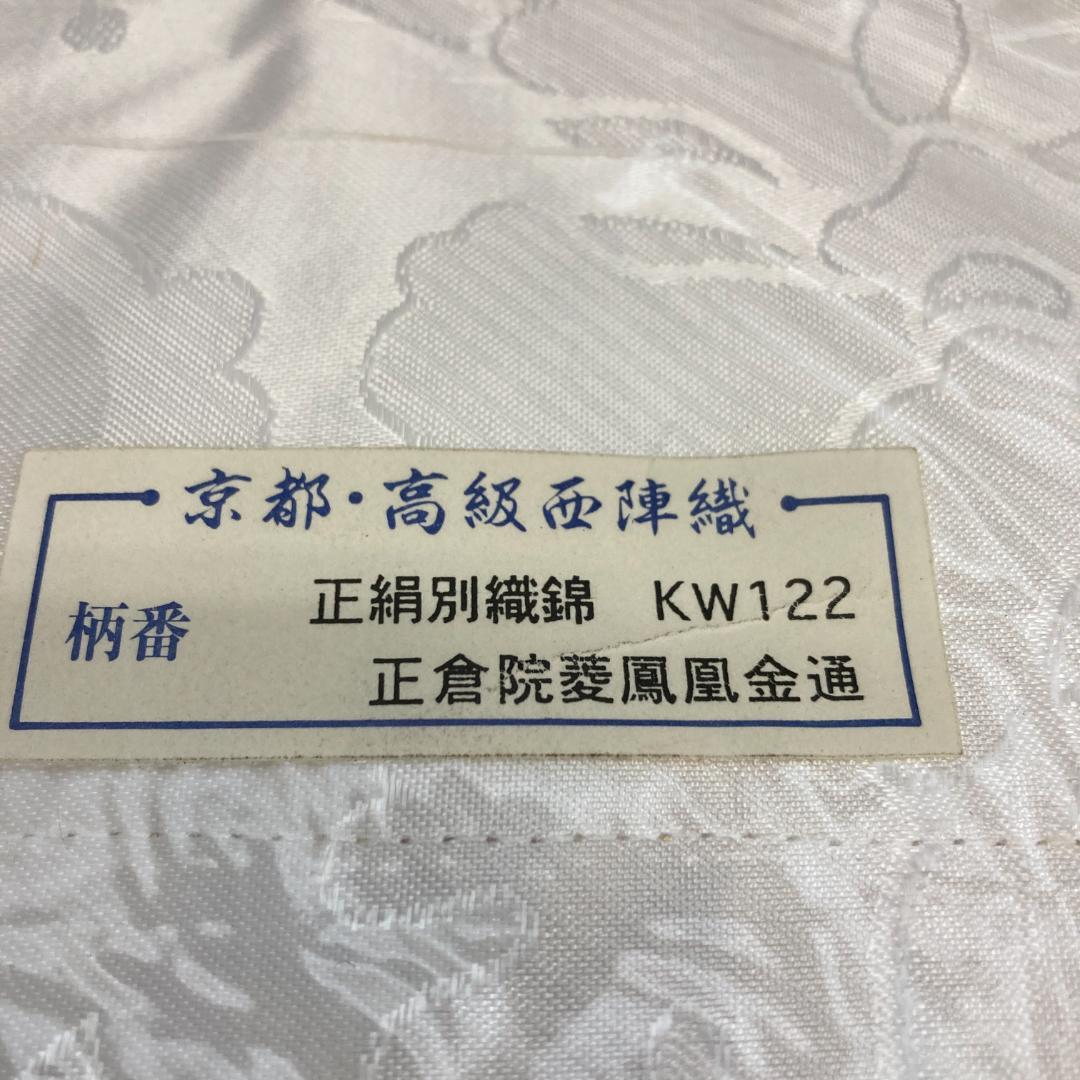 京都・高級西陣織
柄番
正絹別織錦 KW122
正倉院菱鳳凰金通